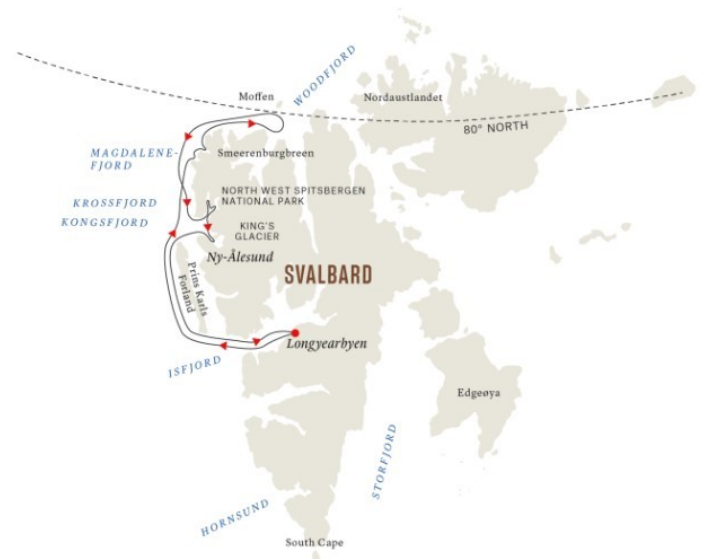 WOODFJORD
Moffen
Nordaustlandet
80° NORTH
MAGDALENE-
FJORD
Smeerenburgbreen
KROSSFJORD
NORTH WEST SPITSBERGEN
NATIONAL PARK
KONGSFJORD
KING'S
GLACIER
Ny-Ålesund
SVALBARD
Prins Karls
Forland
Longyearbyen
ISFJORD
Edgeøya
STORFJORD
HORNSUND
South Cape